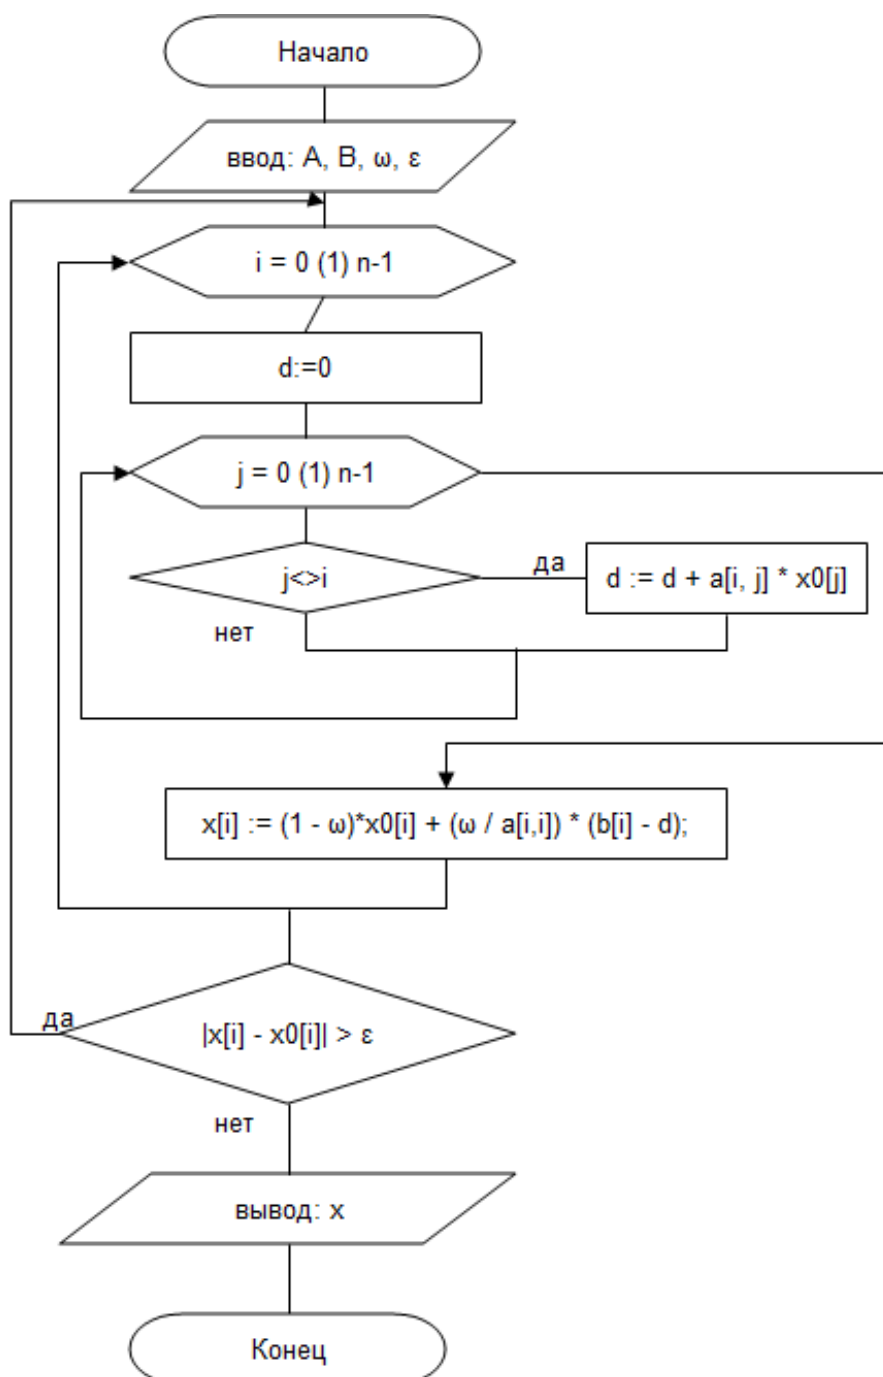 Начало
ввод: A, B, ω, ε
i = 0 (1) n-1
d:=0
j = 0 (1) n-1
j<>i
да
d := d + a[i, j] * x0[j]
нет
x[i] := (1 - ω)*x0[i] + (ω / a[i,i]) * (b[i] - d);
да
|x[i] - x0[i]| > ε
нет
вывод: x
Конец